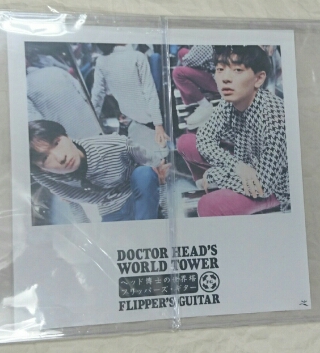 DOCTOR HEAD'S
WORLD TOWER
ヘッド博士の世界塔
フリッパーズ・ギター
FLIPPER'S GUITAR